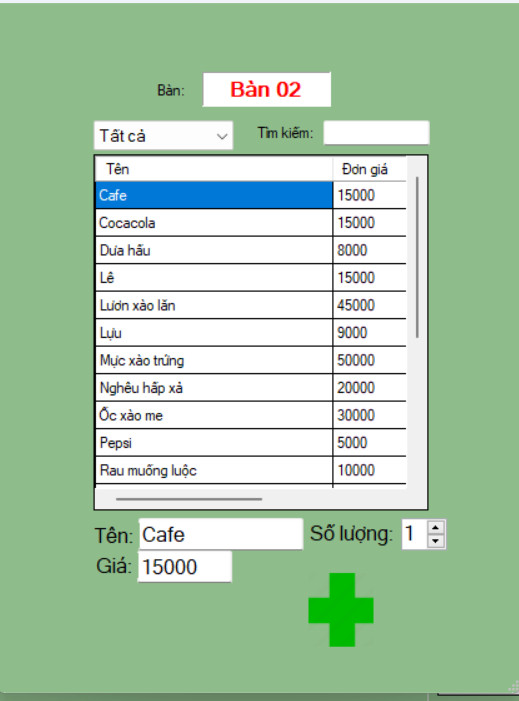 Bàn: Bàn 02
Tất cả Tìm kiếm:
Tên Đơn giá
Cafe 15000
Cocacola 15000
Dưa hấu 8000
Lê 15000
Lươn xào lăn 45000
Lựu 9000
Mực xào trứng 50000
Nghêu hấp xả 20000
Ốc xào me 30000
Pepsi 5000
Rau muống luộc 10000
Tên: Cafe Số lượng: 1
Giá: 15000